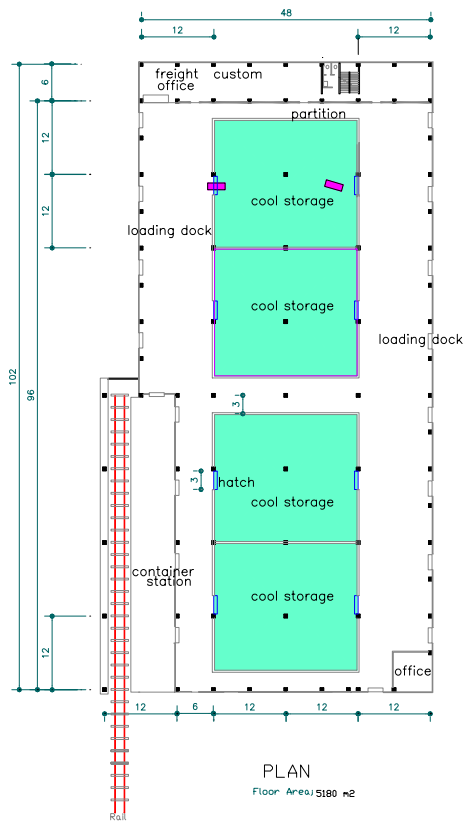 48
12
12
freight
office
custom
6
partition
12
cool storage
12
loading dock
cool storage
loading dock
102
96
3
3
hatch
cool storage
container
station
cool storage
12
office
12
6
12
12
12
PLAN
Floor Area; 5180 m2
Rail